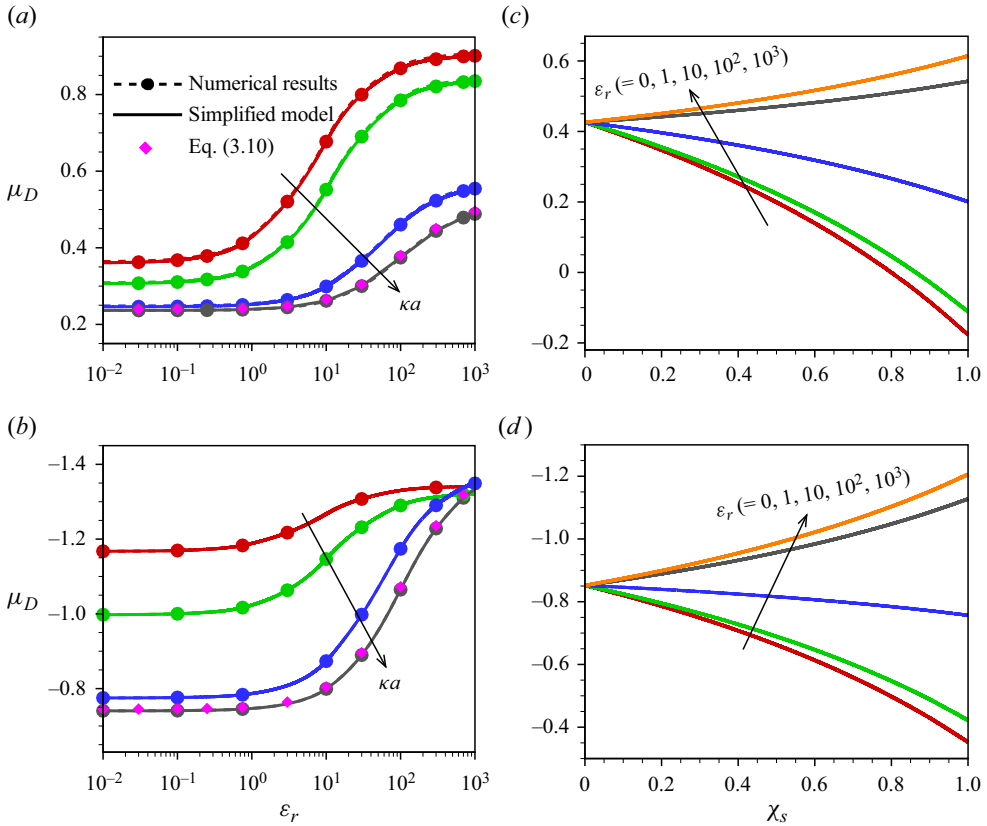 (a)
0.8
0.6
0.4
0.2
μD
Numerical results
Simplified model
Eq. (3.10)
κa
10−2 10−1 100 101 102 103
(c)
0.6
0.4
0.2
0
−0.2
εr (= 0, 1, 10, 102, 103)
0 0.2 0.4 0.6 0.8 1.0
(b)
−1.4
−1.2
−1.0
−0.8
μD
κa
10−2 10−1 100 101 102 103
εr
(d)
−1.2
−1.0
−0.8
−0.6
−0.4
εr (= 0, 1, 10, 102, 103)
0 0.2 0.4 0.6 0.8 1.0
χs